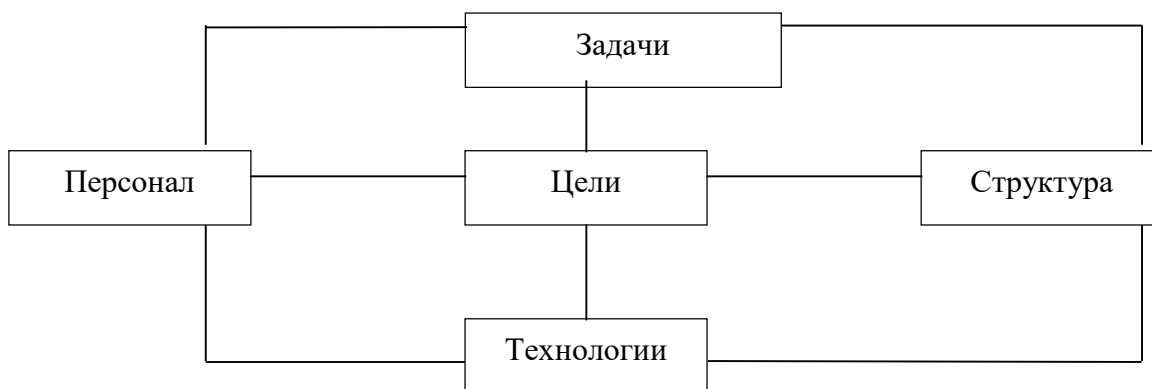 Задачи
Персонал
Цели
Структура
Технологии